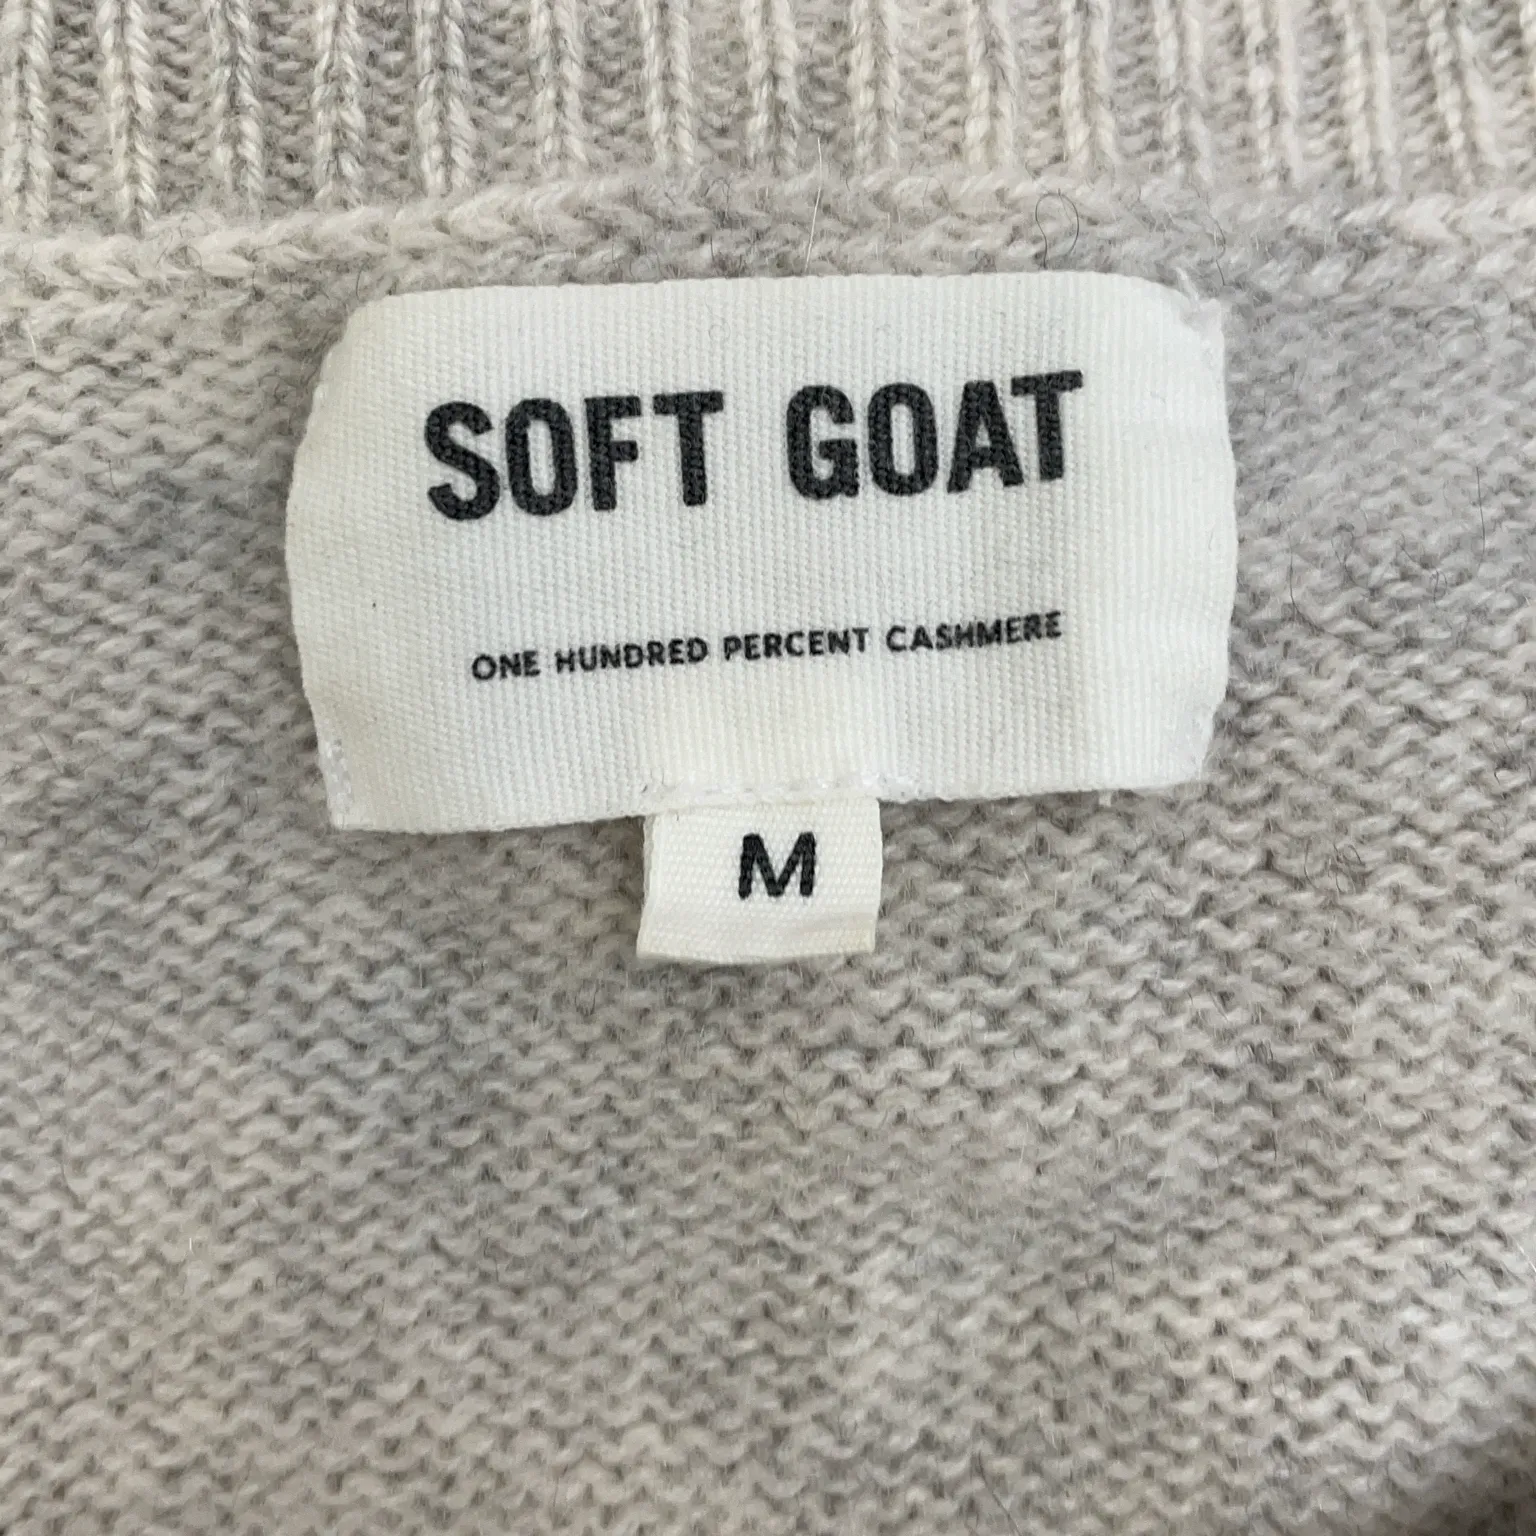 SOFT GOAT
ONE HUNDRED PERCENT CASHMERE
M